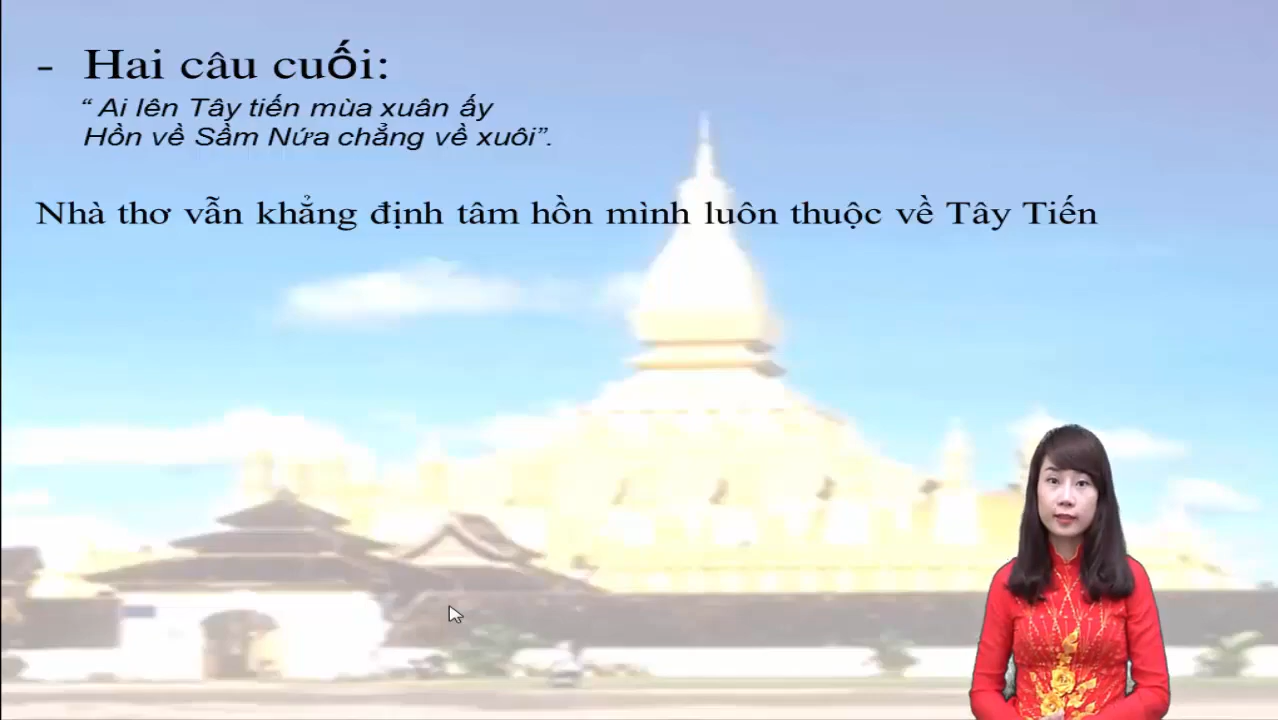 - Hai câu cuối:
“ Ai lên Tây tiến mùa xuân ấy
Hồn về Sầm Nứa chẳng về xuôi”.
Nhà thơ vẫn khẳng định tâm hồn mình luôn thuộc về Tây Tiến